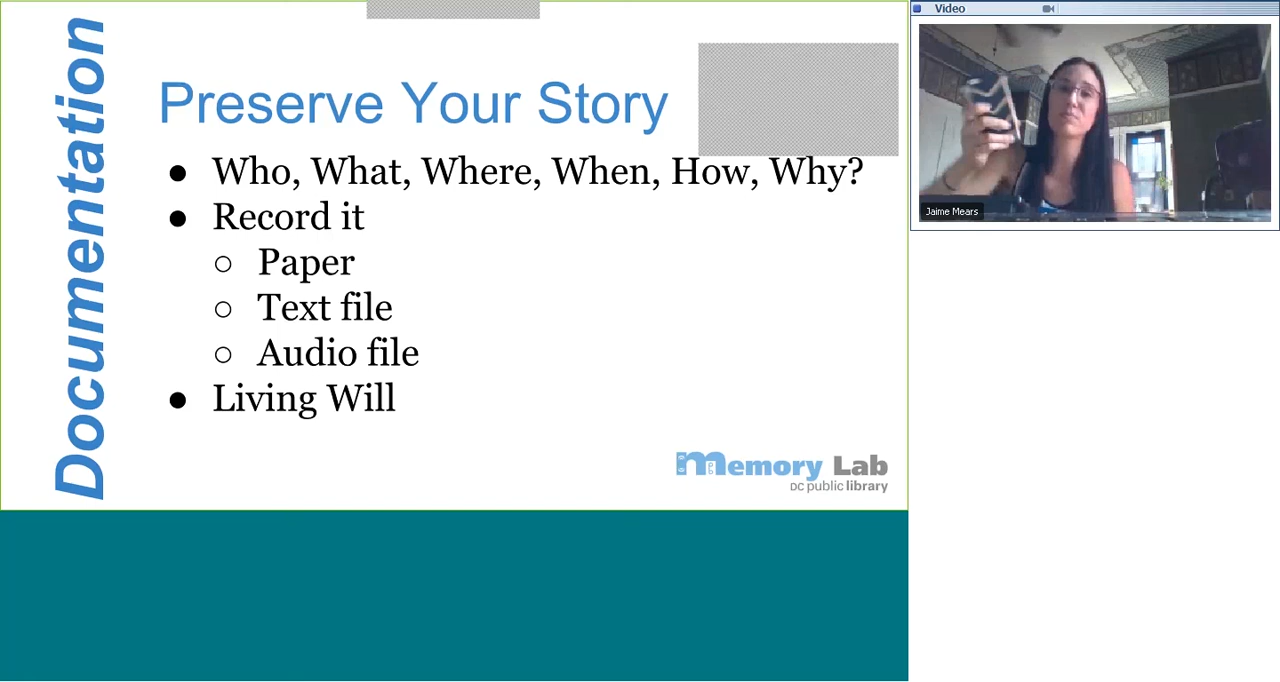 Documentation
Preserve Your Story
● Who, What, Where, When, How, Why?
● Record it
○ Paper
○ Text file
○ Audio file
● Living Will
memory Lab
DC public library
Video
Jaime Mears